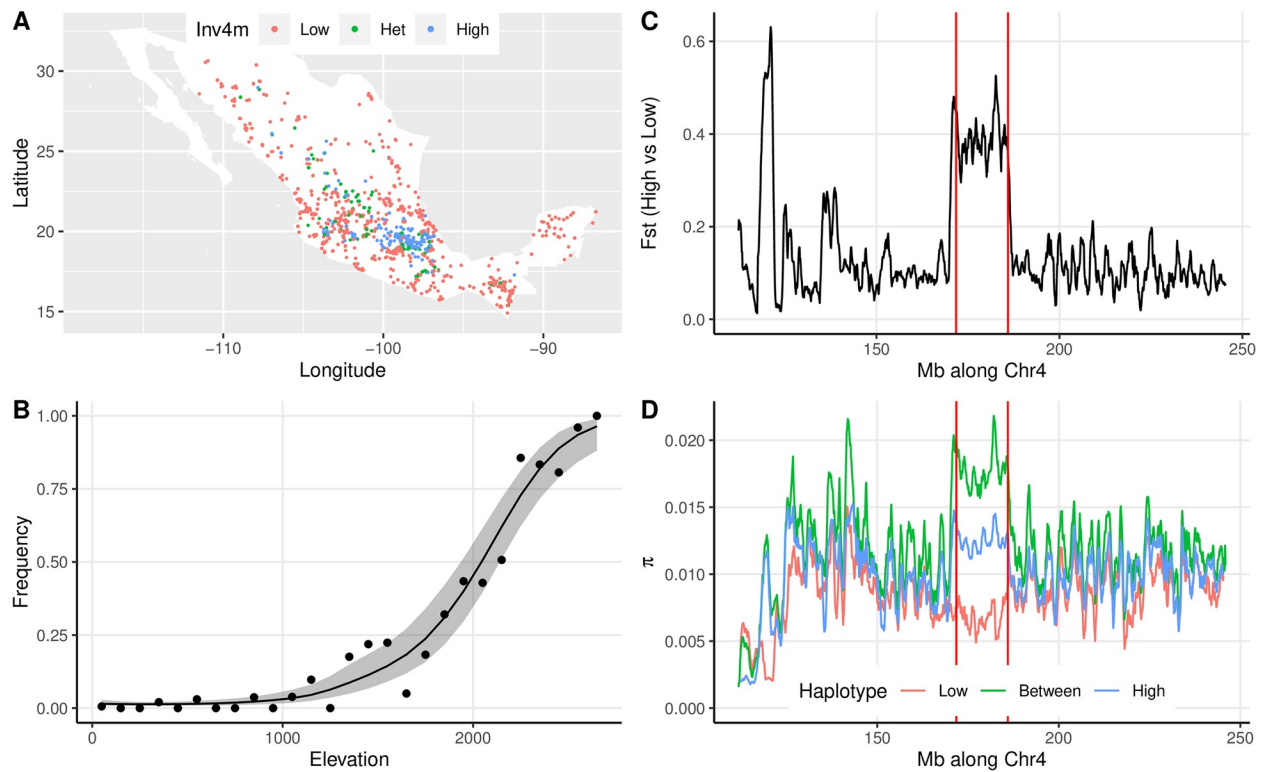 A
Inv4m Low Het High
Latitude
30
25
20
15
−110 −100 −90
Longitude
B
Frequency
1.00
0.75
0.50
0.25
0.00
0 1000 2000
Elevation
C
Fst (High vs Low)
0.6
0.4
0.2
0.0
150 200 250
Mb along Chr4
D
π
0.020
0.015
0.010
0.005
0.000
Haplotype Low Between High
150 200 250
Mb along Chr4